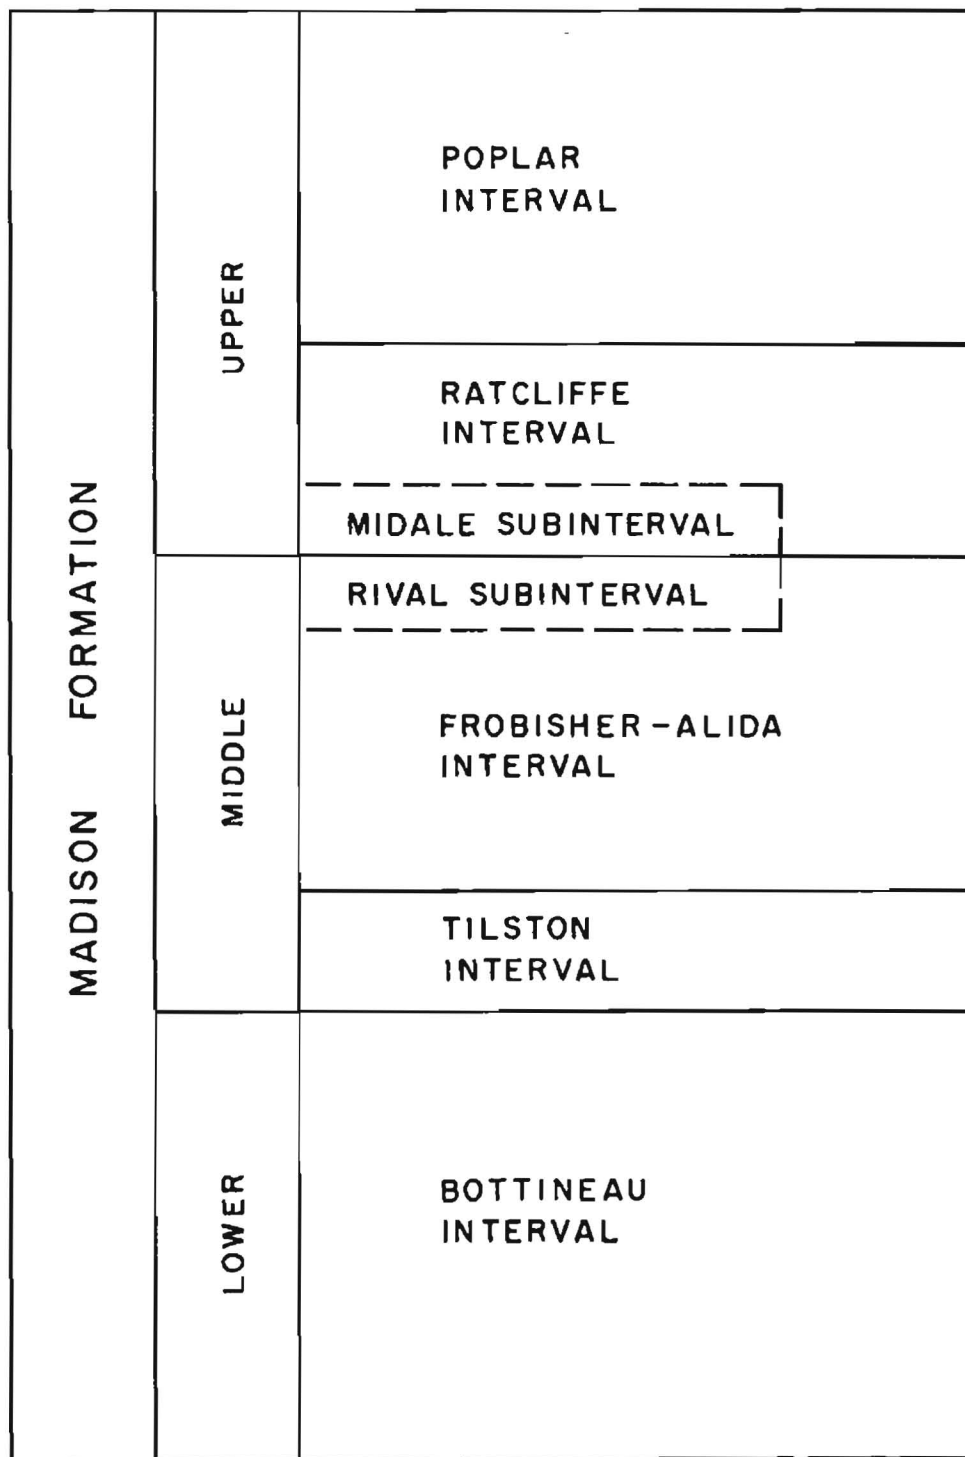 MADISON FORMATION
UPPER
POPLAR
INTERVAL
RATCLIFFE
INTERVAL
MIDALE SUBINTERVAL
MIDDLE
RIVAL SUBINTERVAL
FROBISHER-ALIDA
INTERVAL
TILSTON
INTERVAL
LOWER
BOTTINEAU
INTERVAL